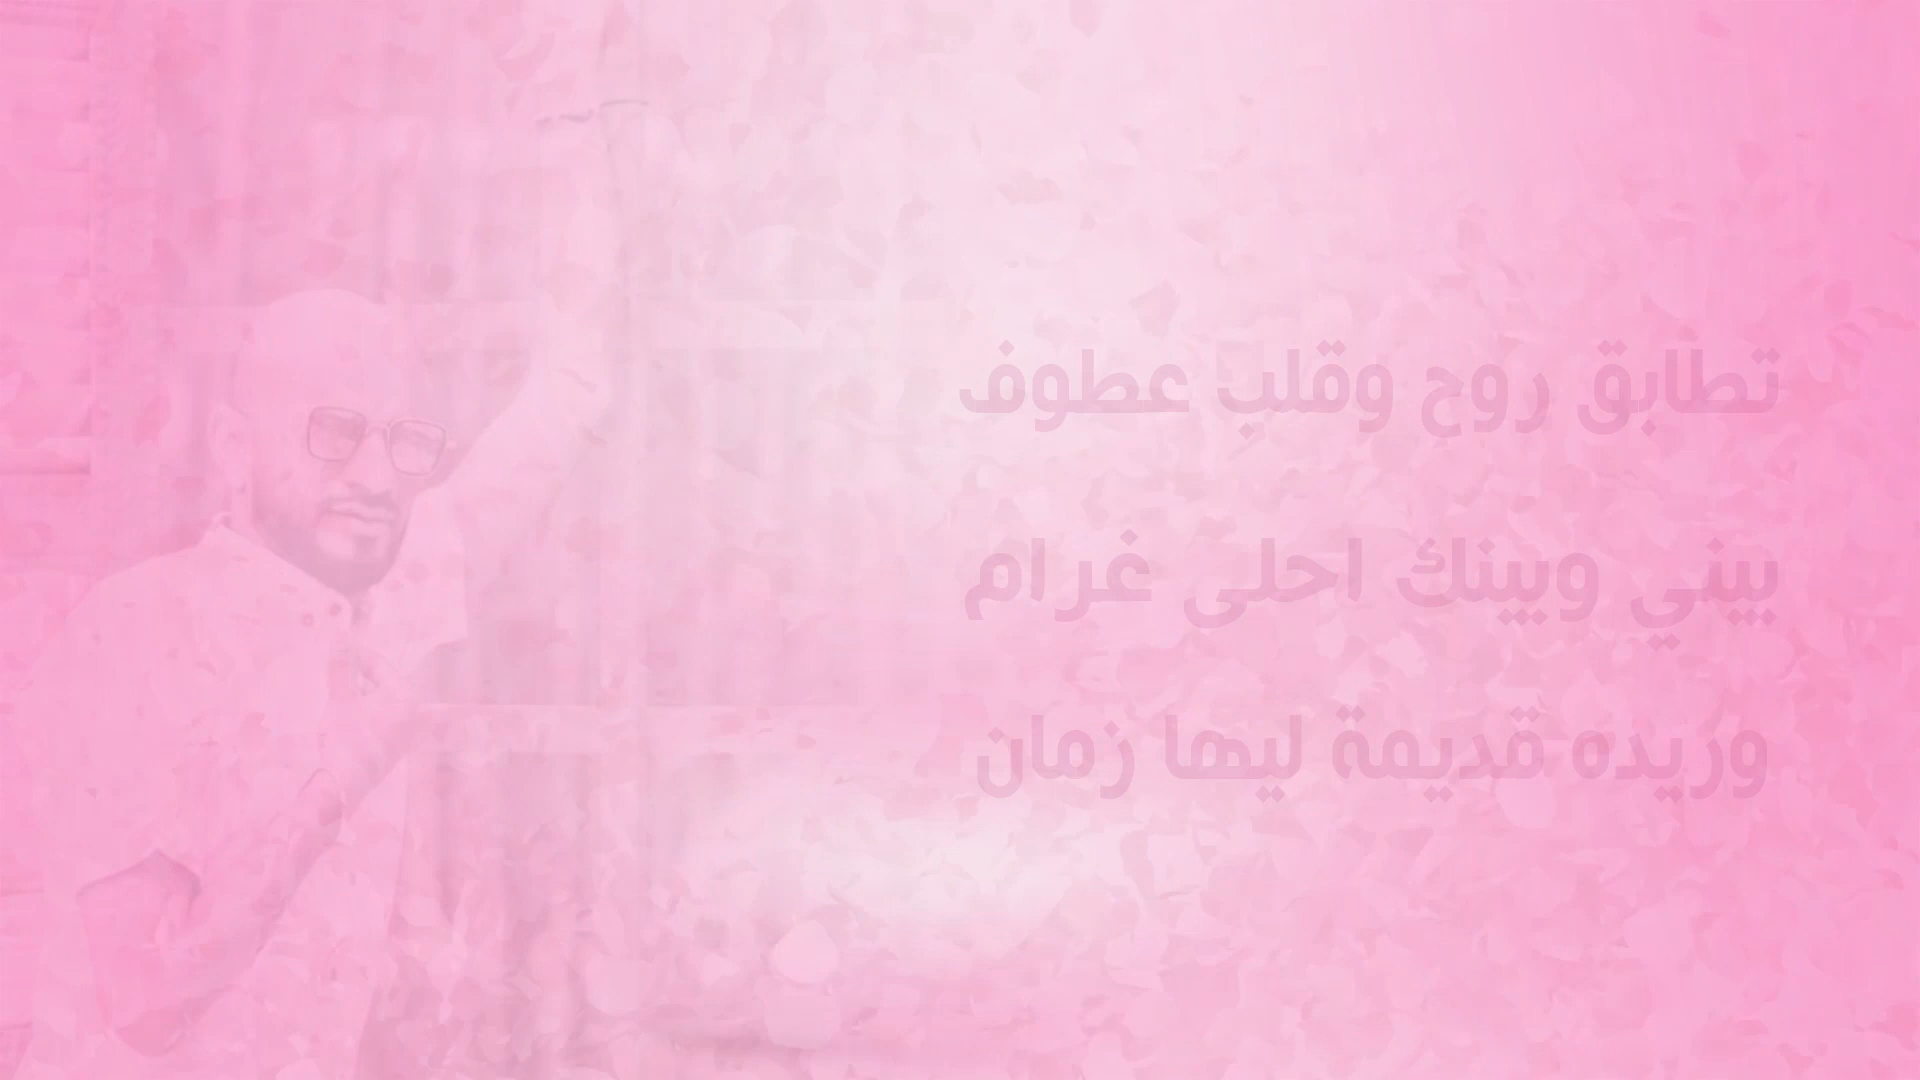 تطابق روح وقلب عطوف
بيني وبينك احلى غرام
وريده قديمة ليها زمان